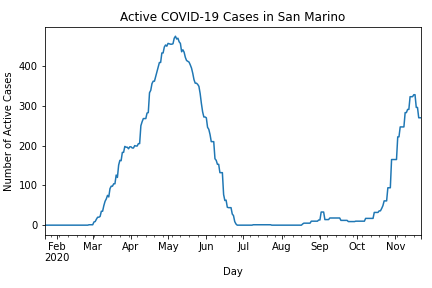 Active COVID-19 Cases in San Marino
Number of Active Cases
400
300
200
100
0
Feb Mar Apr May Jun Jul Aug Sep Oct Nov
2020
Day